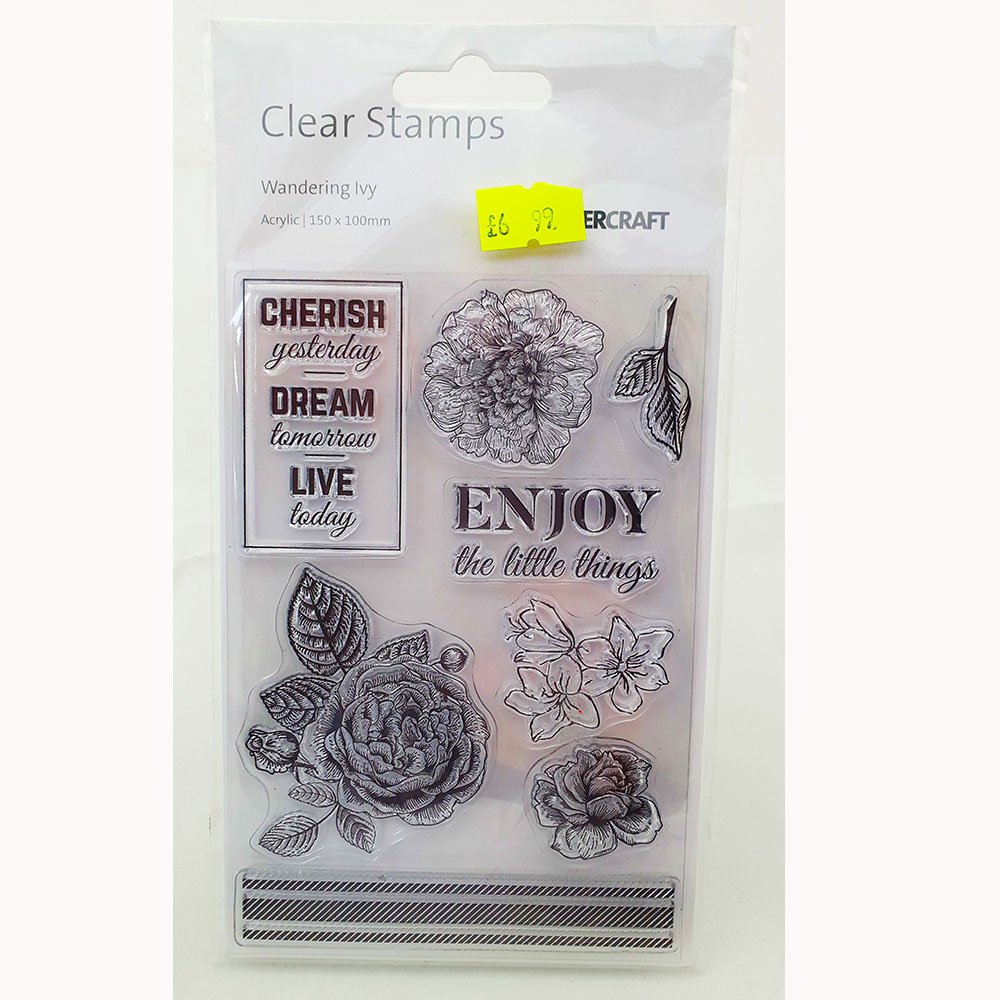 Clear Stamps
Wandering Ivy
Acrylic | 150 x 100mm
£6 99
ERCRAFT
CHERISH
yesterday
DREAM
tomorrow
LIVE
today
ENJOY
the little things